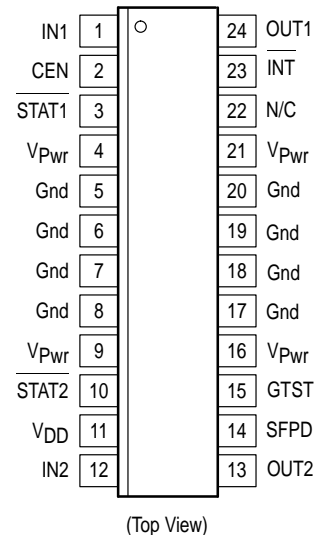 IN1 1 24 OUT1
CEN 2 23 INT
STAT1 3 22 N/C
VPwr 4 21 VPwr
Gnd 5 20 Gnd
Gnd 6 19 Gnd
Gnd 7 18 Gnd
Gnd 8 17 Gnd
VPwr 9 16 VPwr
STAT2 10 15 GTST
VDD 11 14 SFPD
IN2 12 13 OUT2
(Top View)